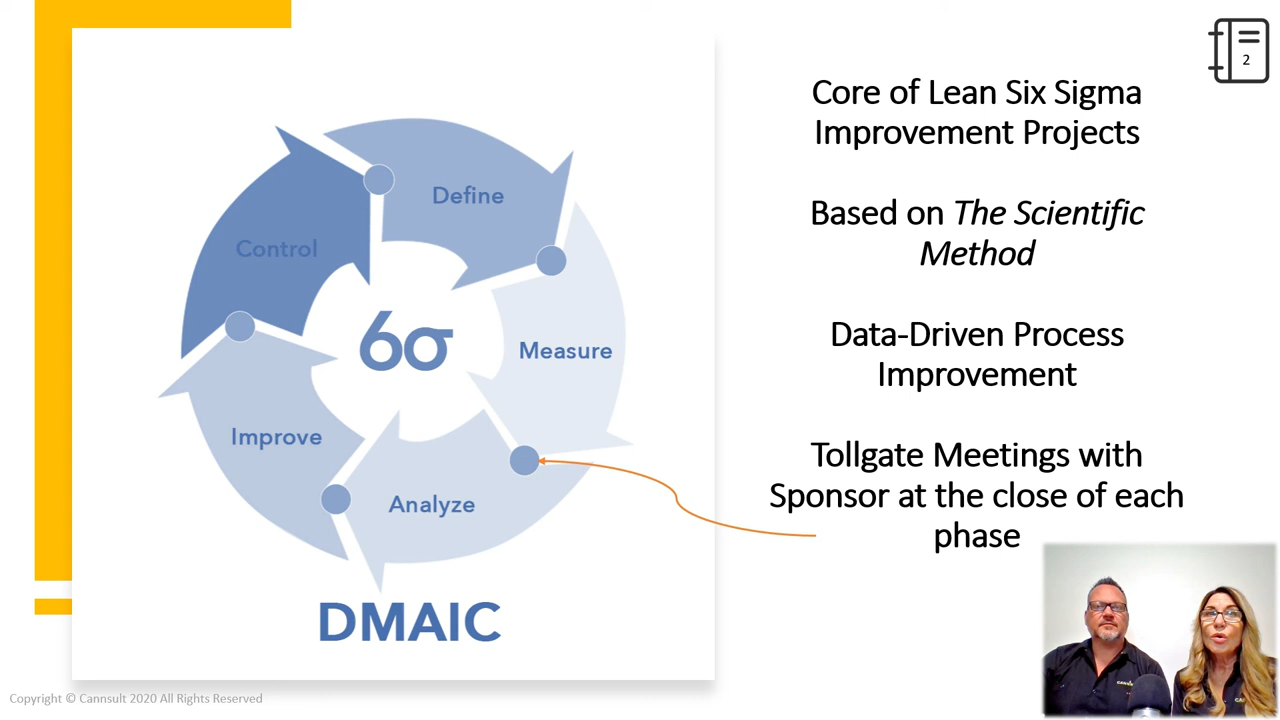 2
Core of Lean Six Sigma
Improvement Projects
Based on The Scientific
Method
Data-Driven Process
Improvement
Tollgate Meetings with
Sponsor at the close of each
phase
Define
Control
6σ
Measure
Improve
Analyze
DMAIC
Copyright © Cannsult 2020 All Rights Reserved